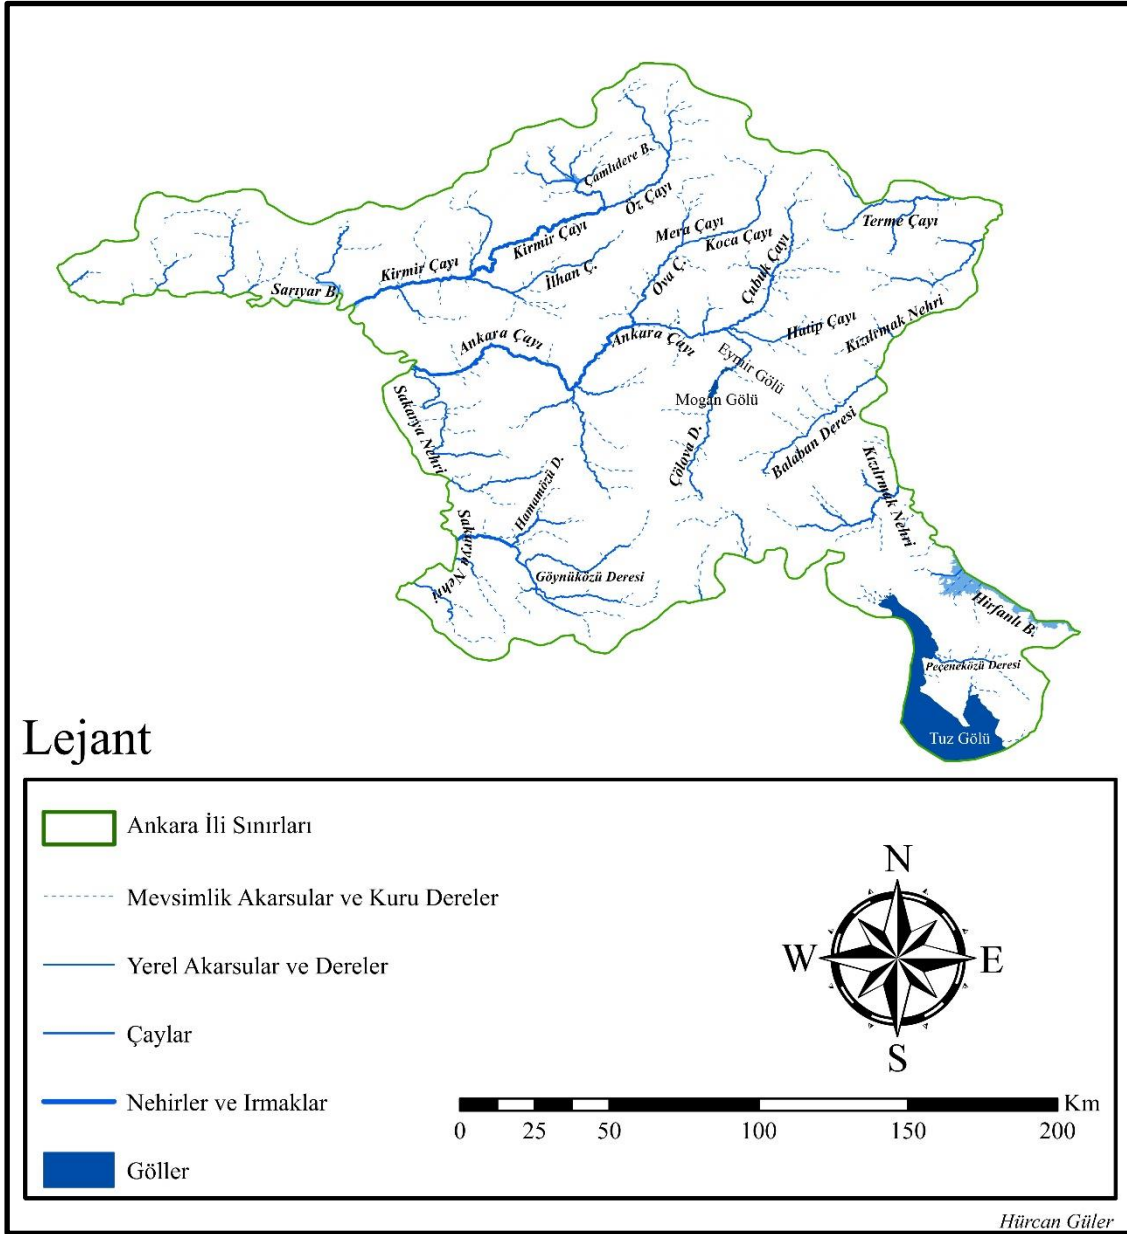 Çamlıdere B.
Öz Çayı
Terme Çayı
Mera Çayı
Koca Çayı
Kirmir Çayı
Kirmir Çayı
İlhan Ç.
Ova Ç.
Çubuk Çayı
Sarıyar B.
Hatip Çayı
Kızılrmak Nehri
Ankara Çayı
Ankara Çayı
Eymir Gölü
Mogan Gölü
Sakarya Nehri
Çölova D.
Balaban Deresi
Kızılrmak Nehri
Hamamözü D.
Sakarya Nehri
Göynüközü Deresi
Hirfanlı B.
Peçeneközü Deresi
Tuz Gölü
Lejant
Ankara İli Sınırları
Mevsimlik Akarsular ve Kuru Dereler
Yerel Akarsular ve Dereler
Çaylar
Nehirler ve Irmaklar
Göller
N
W
E
S
Km
0 25 50 100 150 200
Hürcan Güler